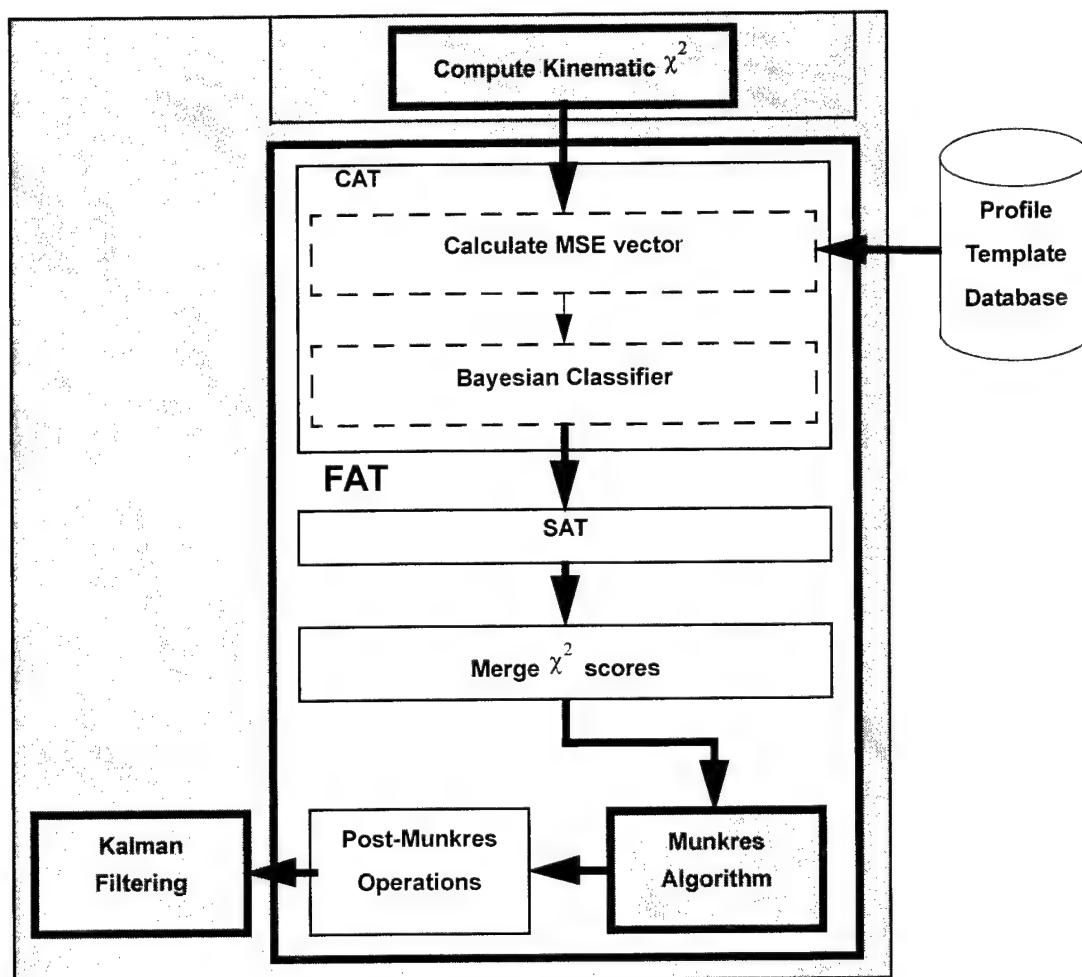 Compute Kinematic χ²
CAT
Calculate MSE vector
Profile
Template
Database
Bayesian Classifier
FAT
SAT
Merge χ² scores
Kalman
Filtering
Post-Munkres
Operations
Munkres
Algorithm